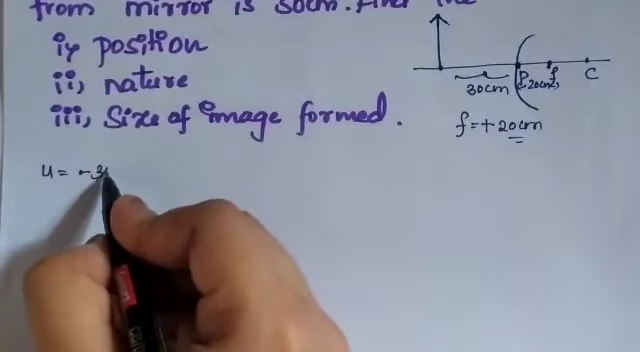 from mirror is 30cm. Find the
i, position
ii, nature
iii, Size of image formed.
30cm P 20cm f C
f=+20cm
u= -3